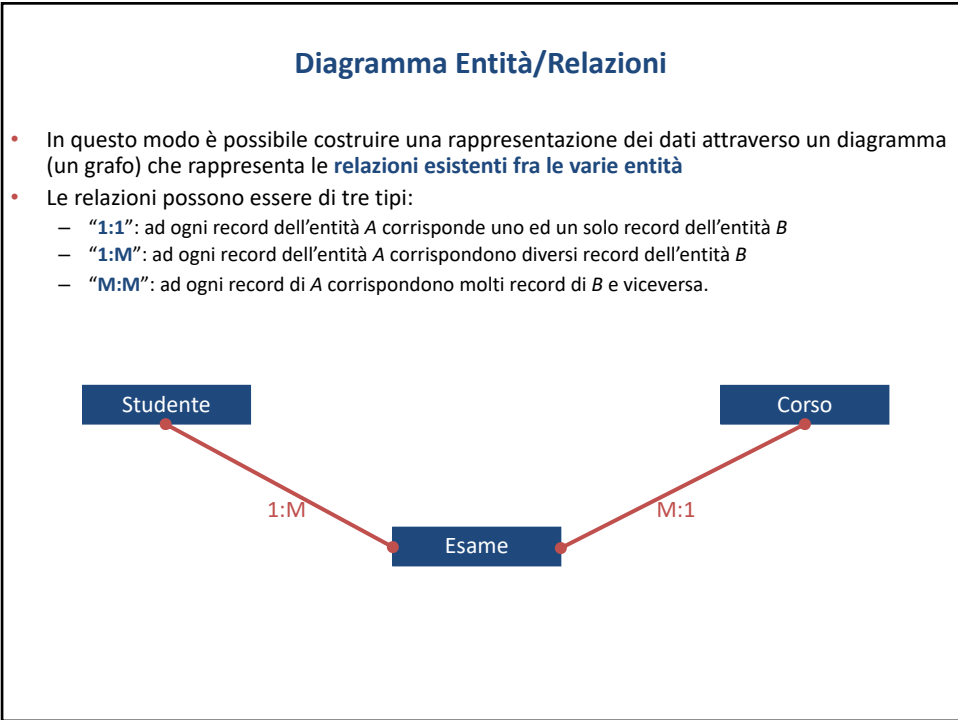 Diagramma Entità/Relazioni
• In questo modo è possibile costruire una rappresentazione dei dati attraverso un diagramma
(un grafo) che rappresenta le relazioni esistenti fra le varie entità
• Le relazioni possono essere di tre tipi:
– “1:1”: ad ogni record dell’entità A corrisponde uno ed un solo record dell’entità B
– “1:M”: ad ogni record dell’entità A corrispondono diversi record dell’entità B
– “M:M”: ad ogni record di A corrispondono molti record di B e viceversa.
Studente
Corso
1:M
M:1
Esame